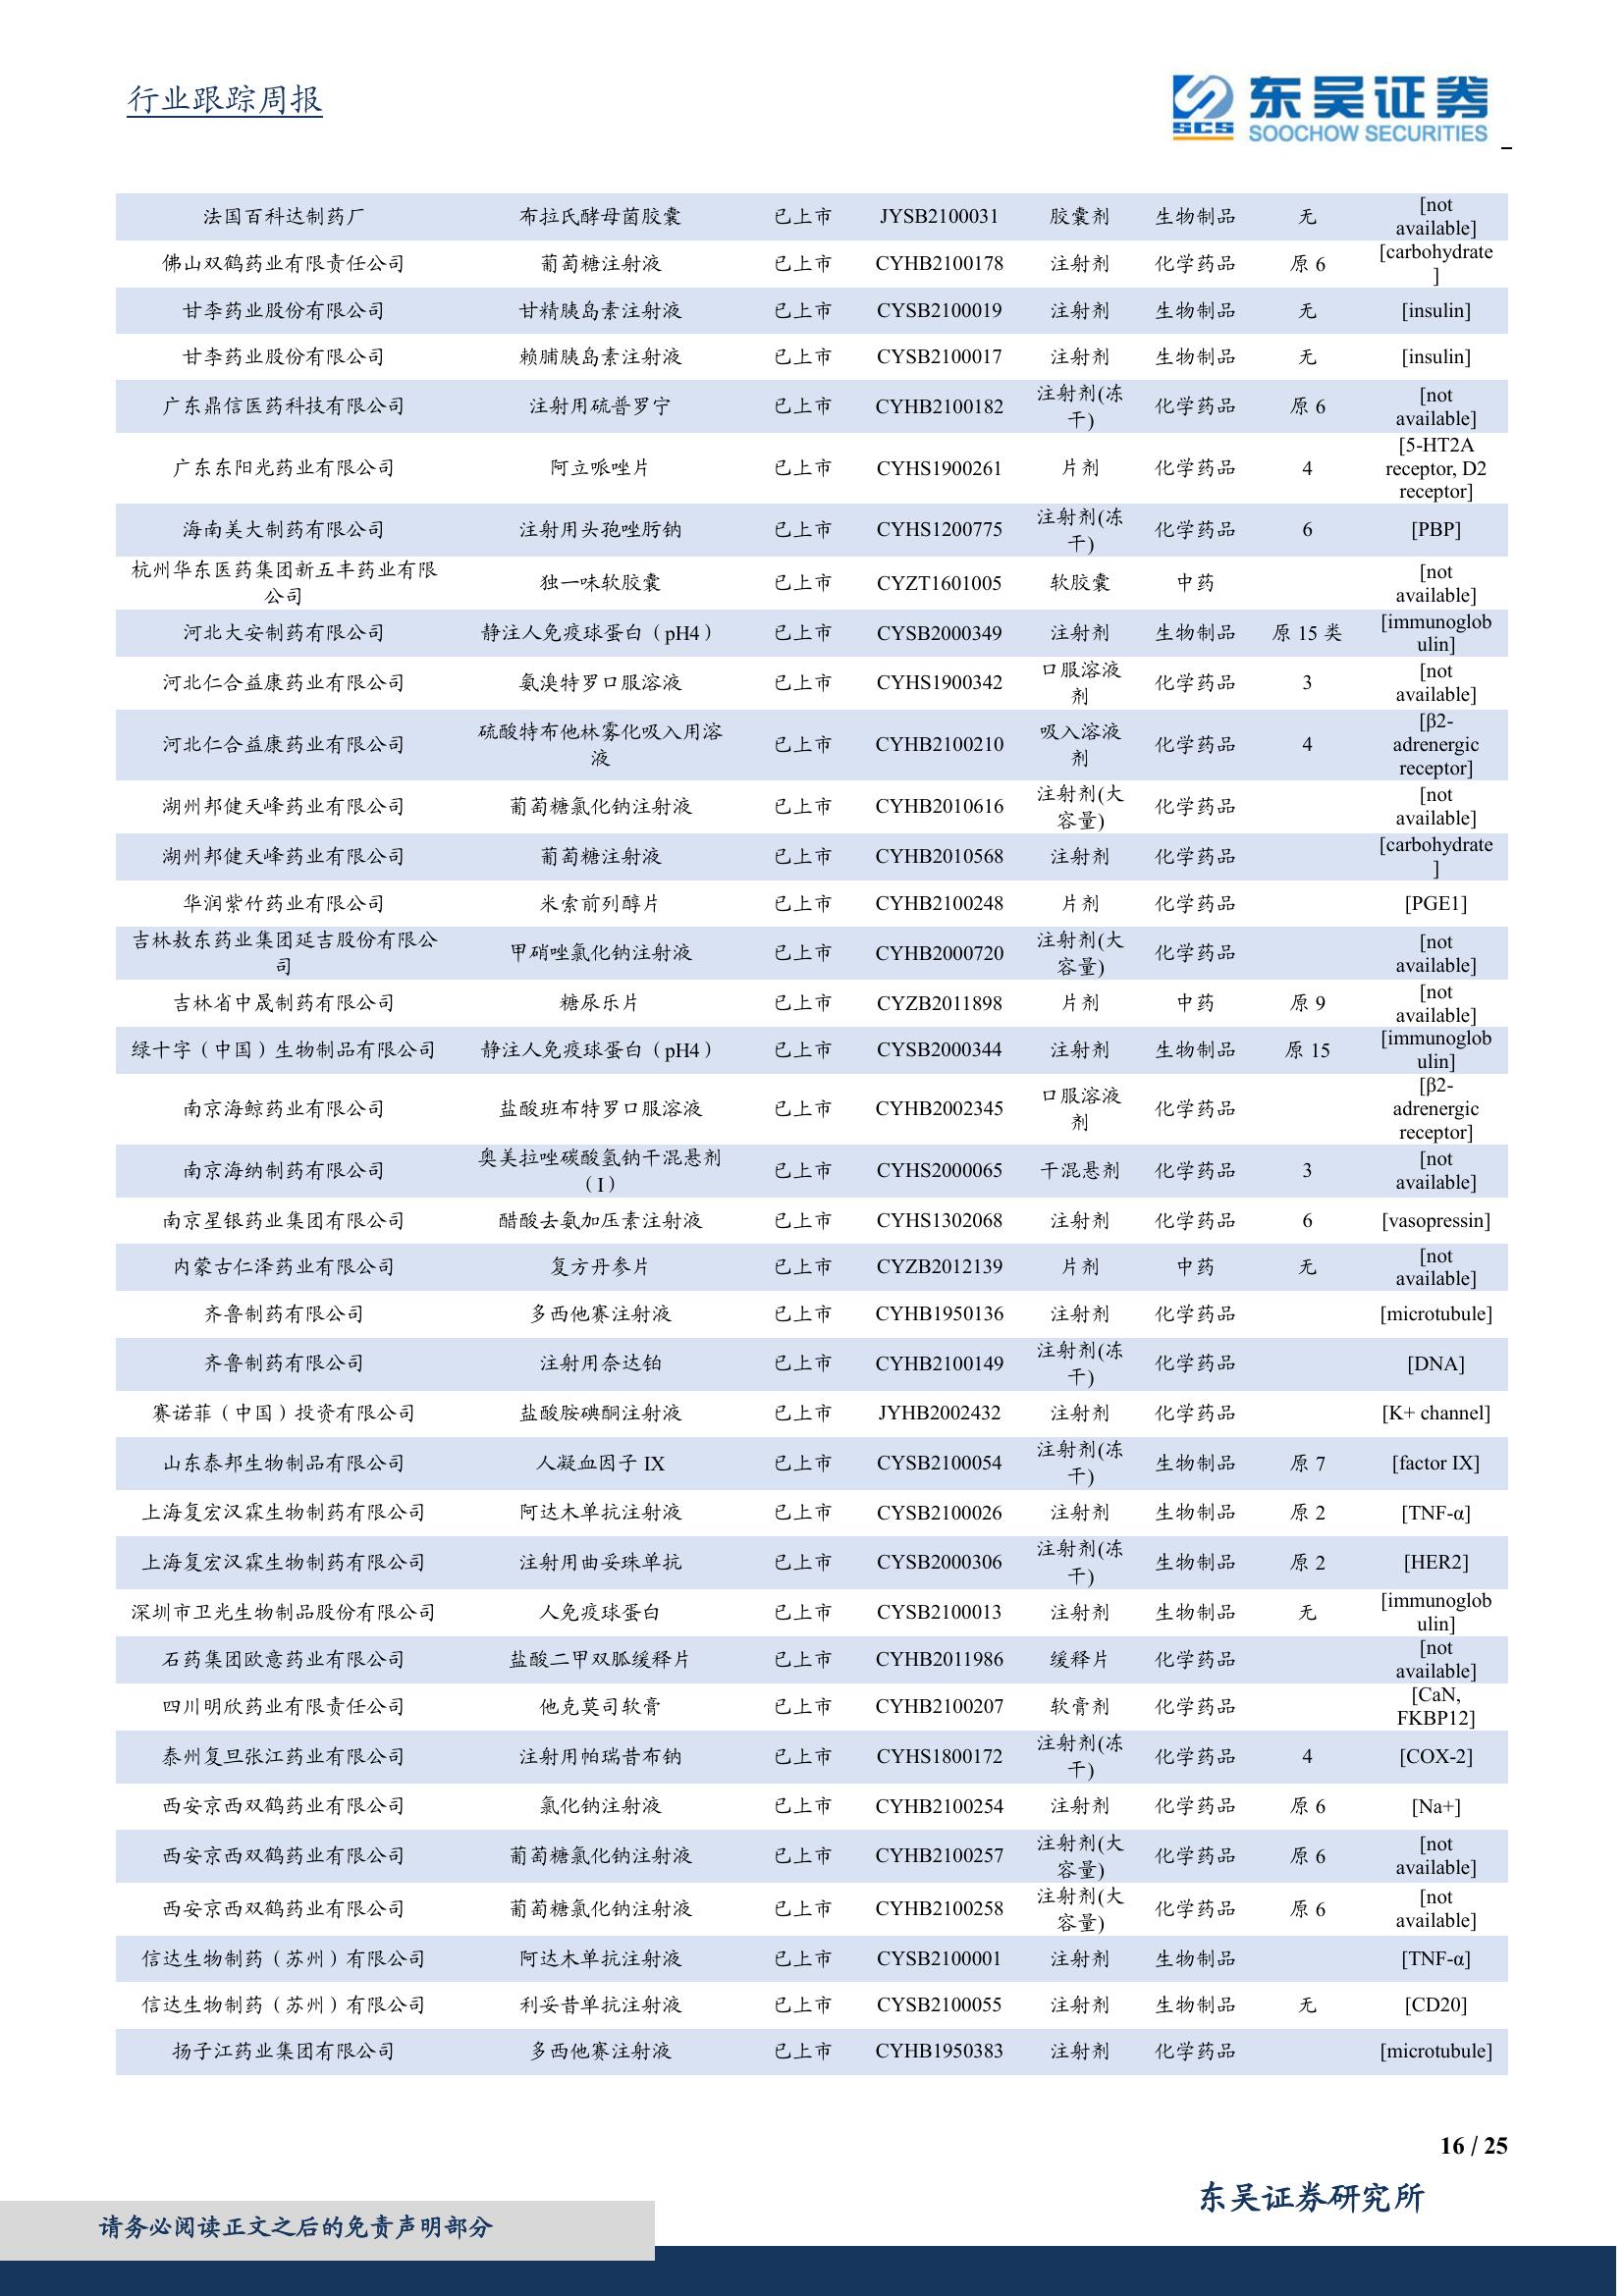 行业跟踪周报
东吴证券
SCS
SOOCHOW SECURITIES
法国百科达制药厂 布拉氏酵母菌胶囊 已上市 JYSB2100031 胶囊剂 生物制品 无 [not
available]
佛山双鹤药业有限责任公司 葡萄糖注射液 已上市 CYHB2100178 注射剂 化学药品 原 6 [carbohydrate
]
甘李药业股份有限公司 甘精胰岛素注射液 已上市 CYSB2100019 注射剂 生物制品 无 [insulin]
甘李药业股份有限公司 赖脯胰岛素注射液 已上市 CYSB2100017 注射剂 生物制品 无 [insulin]
广东鼎信医药科技有限公司 注射用硫普罗宁 已上市 CYHB2100182 注射剂(冻
干) 化学药品 原 6 [not
available]
广东东阳光药业有限公司 阿立哌唑片 已上市 CYHS1900261 片剂 化学药品 4 [5-HT2A
receptor, D2
receptor]
海南美大制药有限公司 注射用头孢唑肟钠 已上市 CYHS1200775 注射剂(冻
干) 化学药品 6 [PBP]
杭州华东医药集团新五丰药业有限
公司 独一味软胶囊 已上市 CYZT1601005 软胶囊 中药 [not
available]
河北大安制药有限公司 静注人免疫球蛋白（pH4） 已上市 CYSB2000349 注射剂 生物制品 原 15 类 [immunoglob
ulin]
河北仁合益康药业有限公司 氨溴特罗口服溶液 已上市 CYHS1900342 口服溶液
剂 化学药品 3 [not
available]
河北仁合益康药业有限公司 硫酸特布他林雾化吸入用溶
液 已上市 CYHB2100210 吸入溶液
剂 化学药品 4 [β2-
adrenergic
receptor]
湖州邦健天峰药业有限公司 葡萄糖氯化钠注射液 已上市 CYHB2010616 注射剂(大
容量) 化学药品 [not
available]
湖州邦健天峰药业有限公司 葡萄糖注射液 已上市 CYHB2010568 注射剂 化学药品 [carbohydrate
]
华润紫竹药业有限公司 米索前列醇片 已上市 CYHB2100248 片剂 化学药品 [PGE1]
吉林敖东药业集团延吉股份有限公
司 甲硝唑氯化钠注射液 已上市 CYHB2000720 注射剂(大
容量) 化学药品 [not
available]
吉林省中晟制药有限公司 糖尿乐片 已上市 CYZB2011898 片剂 中药 原 9 [not
available]
绿十字（中国）生物制品有限公司 静注人免疫球蛋白（pH4） 已上市 CYSB2000344 注射剂 生物制品 原 15 [immunoglob
ulin]
南京海鲸药业有限公司 盐酸班布特罗口服溶液 已上市 CYHB2002345 口服溶液
剂 化学药品 [β2-
adrenergic
receptor]
南京海纳制药有限公司 奥美拉唑碳酸氢钠干混悬剂
（I） 已上市 CYHS2000065 干混悬剂 化学药品 3 [not
available]
南京星银药业集团有限公司 醋酸去氨加压素注射液 已上市 CYHS1302068 注射剂 化学药品 6 [vasopressin]
内蒙古仁泽药业有限公司 复方丹参片 已上市 CYZB2012139 片剂 中药 无 [not
available]
齐鲁制药有限公司 多西他赛注射液 已上市 CYHB1950136 注射剂 化学药品 [microtubule]
齐鲁制药有限公司 注射用奈达铂 已上市 CYHB2100149 注射剂(冻
干) 化学药品 [DNA]
赛诺菲（中国）投资有限公司 盐酸胺碘酮注射液 已上市 JYHB2002432 注射剂 化学药品 [K+ channel]
山东泰邦生物制品有限公司 人凝血因子 IX 已上市 CYSB2100054 注射剂(冻
干) 生物制品 原 7 [factor IX]
上海复宏汉霖生物制药有限公司 阿达木单抗注射液 已上市 CYSB2100026 注射剂 生物制品 原 2 [TNF-α]
上海复宏汉霖生物制药有限公司 注射用曲妥珠单抗 已上市 CYSB2000306 注射剂(冻
干) 生物制品 原 2 [HER2]
深圳市卫光生物制品股份有限公司 人免疫球蛋白 已上市 CYSB2100013 注射剂 生物制品 无 [immunoglob
ulin]
石药集团欧意药业有限公司 盐酸二甲双胍缓释片 已上市 CYHB2011986 缓释片 化学药品 [not
available]
四川明欣药业有限责任公司 他克莫司软膏 已上市 CYHB2100207 软膏剂 化学药品 [CaN,
FKBP12]
泰州复旦张江药业有限公司 注射用帕瑞昔布钠 已上市 CYHS1800172 注射剂(冻
干) 化学药品 4 [COX-2]
西安京西双鹤药业有限公司 氯化钠注射液 已上市 CYHB2100254 注射剂 化学药品 原 6 [Na+]
西安京西双鹤药业有限公司 葡萄糖氯化钠注射液 已上市 CYHB2100257 注射剂(大
容量) 化学药品 原 6 [not
available]
西安京西双鹤药业有限公司 葡萄糖氯化钠注射液 已上市 CYHB2100258 注射剂(大
容量) 化学药品 原 6 [not
available]
信达生物制药（苏州）有限公司 阿达木单抗注射液 已上市 CYSB2100001 注射剂 生物制品 [TNF-α]
信达生物制药（苏州）有限公司 利妥昔单抗注射液 已上市 CYSB2100055 注射剂 生物制品 无 [CD20]
扬子江药业集团有限公司 多西他赛注射液 已上市 CYHB1950383 注射剂 化学药品 [microtubule]
16 / 25
东吴证券研究所
请务必阅读正文之后的免责声明部分